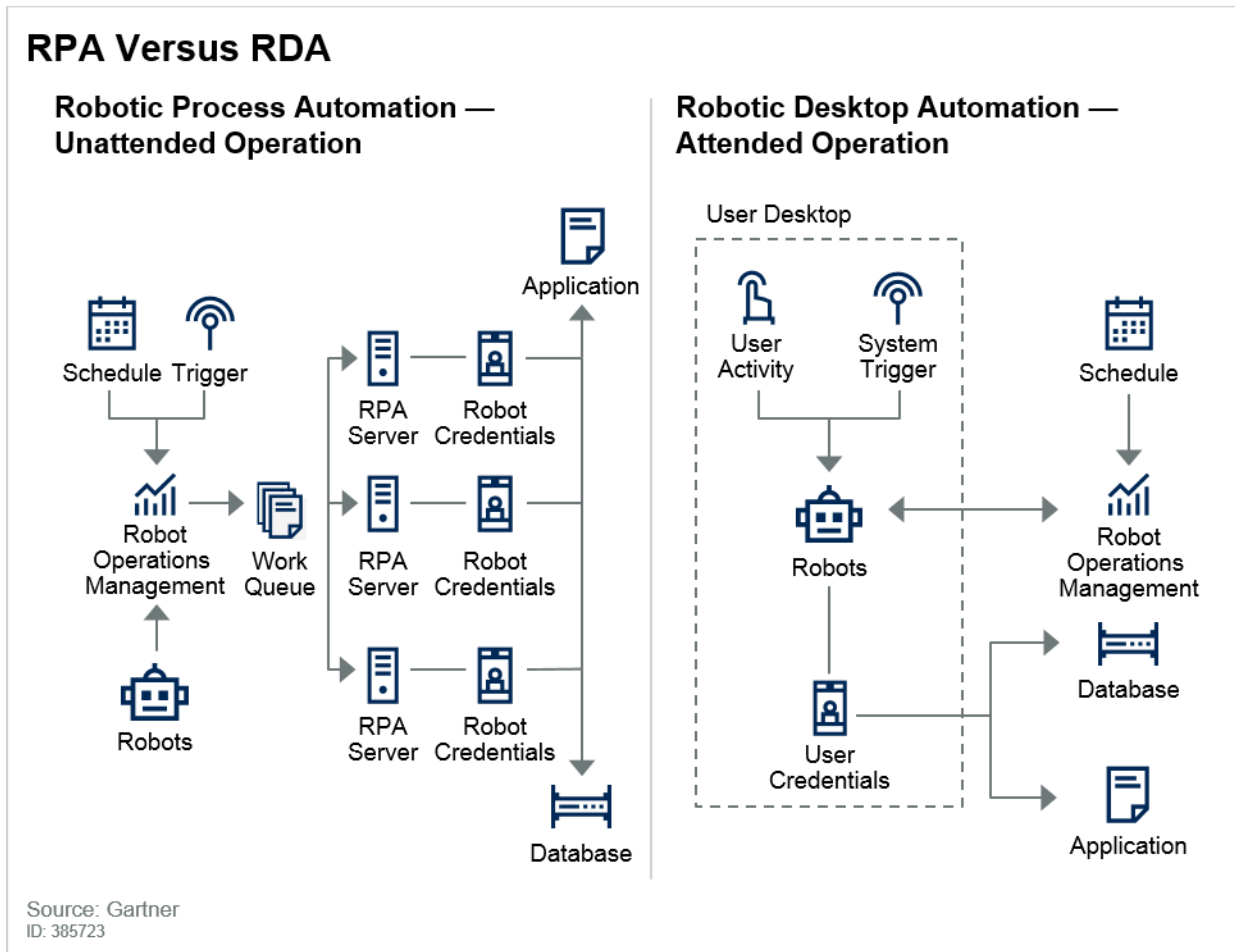 RPA Versus RDA
Robotic Process Automation —
Unattended Operation
Application
Schedule
Trigger
RPA
Server
Robot
Credentials
Robot
Operations
Management
Work
Queue
RPA
Server
Robot
Credentials
Robots
RPA
Server
Robot
Credentials
Database
Robotic Desktop Automation —
Attended Operation
User Desktop
User
Activity
System
Trigger
Schedule
Robots
Robot
Operations
Management
Database
User
Credentials
Application
Source: Gartner
ID: 385723